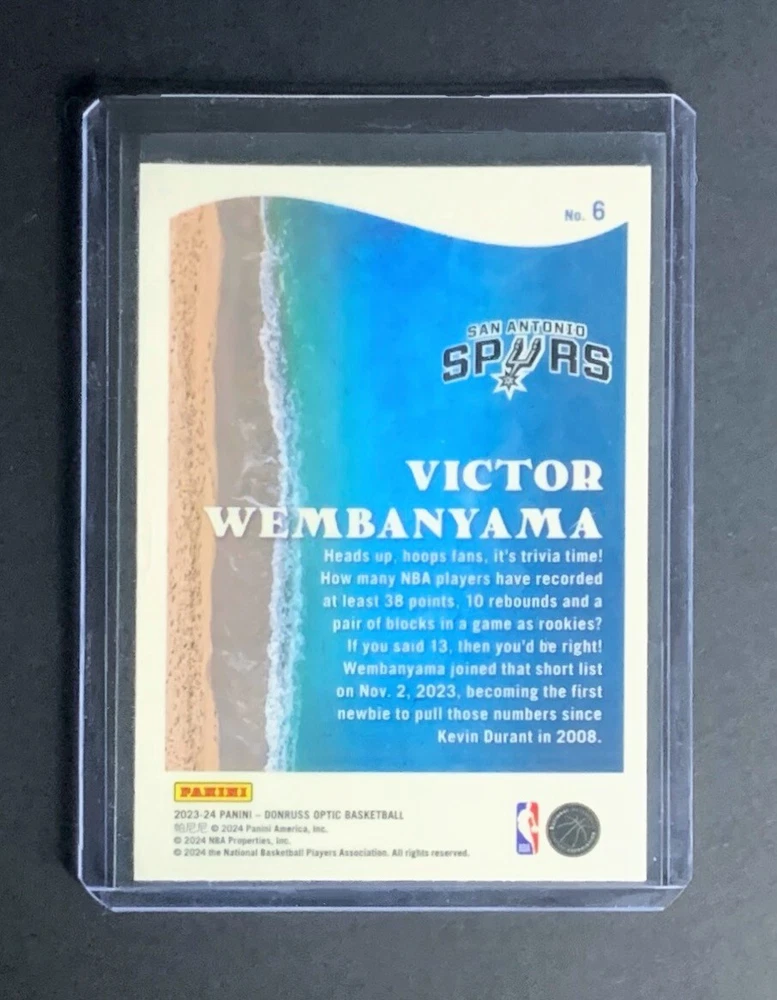 No. 6
SAN ANTONIO
SPURS
VICTOR
WEMBANYAMA
Heads up, hoops fans, it's trivia time!
How many NBA players have recorded
at least 38 points, 10 rebounds and a
pair of blocks in a game as rookies?
If you said 13, then you'd be right!
Wembanyama joined that short list
on Nov. 2, 2023, becoming the first
newbie to pull those numbers since
Kevin Durant in 2008.
PANINI
2023-24 PANINI – DONRUSS OPTIC BASKETBALL
帕尼尼 © 2024 Panini America, Inc.
© 2024 NBA Properties, Inc.
© 2024 the National Basketball Players Association. All rights reserved.
NBA